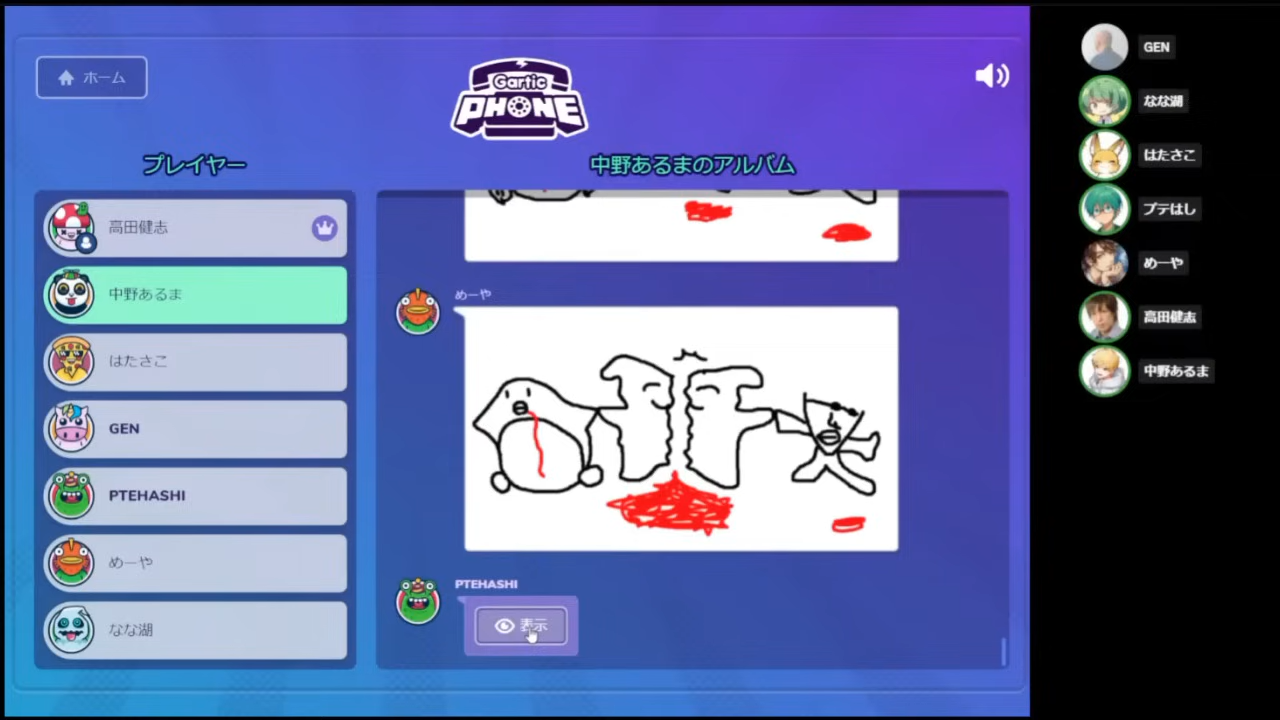 ホーム
Gartic
PHONE
プレイヤー
高田健志
中野あるま
はたさこ
GEN
PTEHASHI
めーや
なな湖
中野あるまのアルバム
めーや
PTEHASHI
表示
GEN
なな湖
はたさこ
プテはし
めーや
高田健志
中野あるま